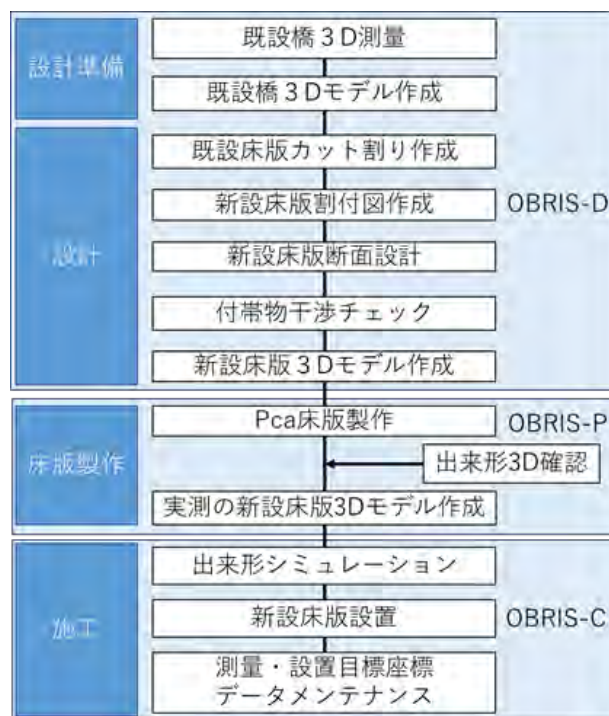 設計準備
既設橋３D測量
既設橋３Dモデル作成
設計
既設床版カット割り作成
新設床版割付図作成
OBRIS-D
新設床版断面設計
付帯物干渉チェック
新設床版３Dモデル作成
床版製作
Pca床版製作
OBRIS-P
出来形3D確認
実測の新設床版3Dモデル作成
施工
出来形シミュレーション
新設床版設置
OBRIS-C
測量・設置目標座標
データメンテナンス